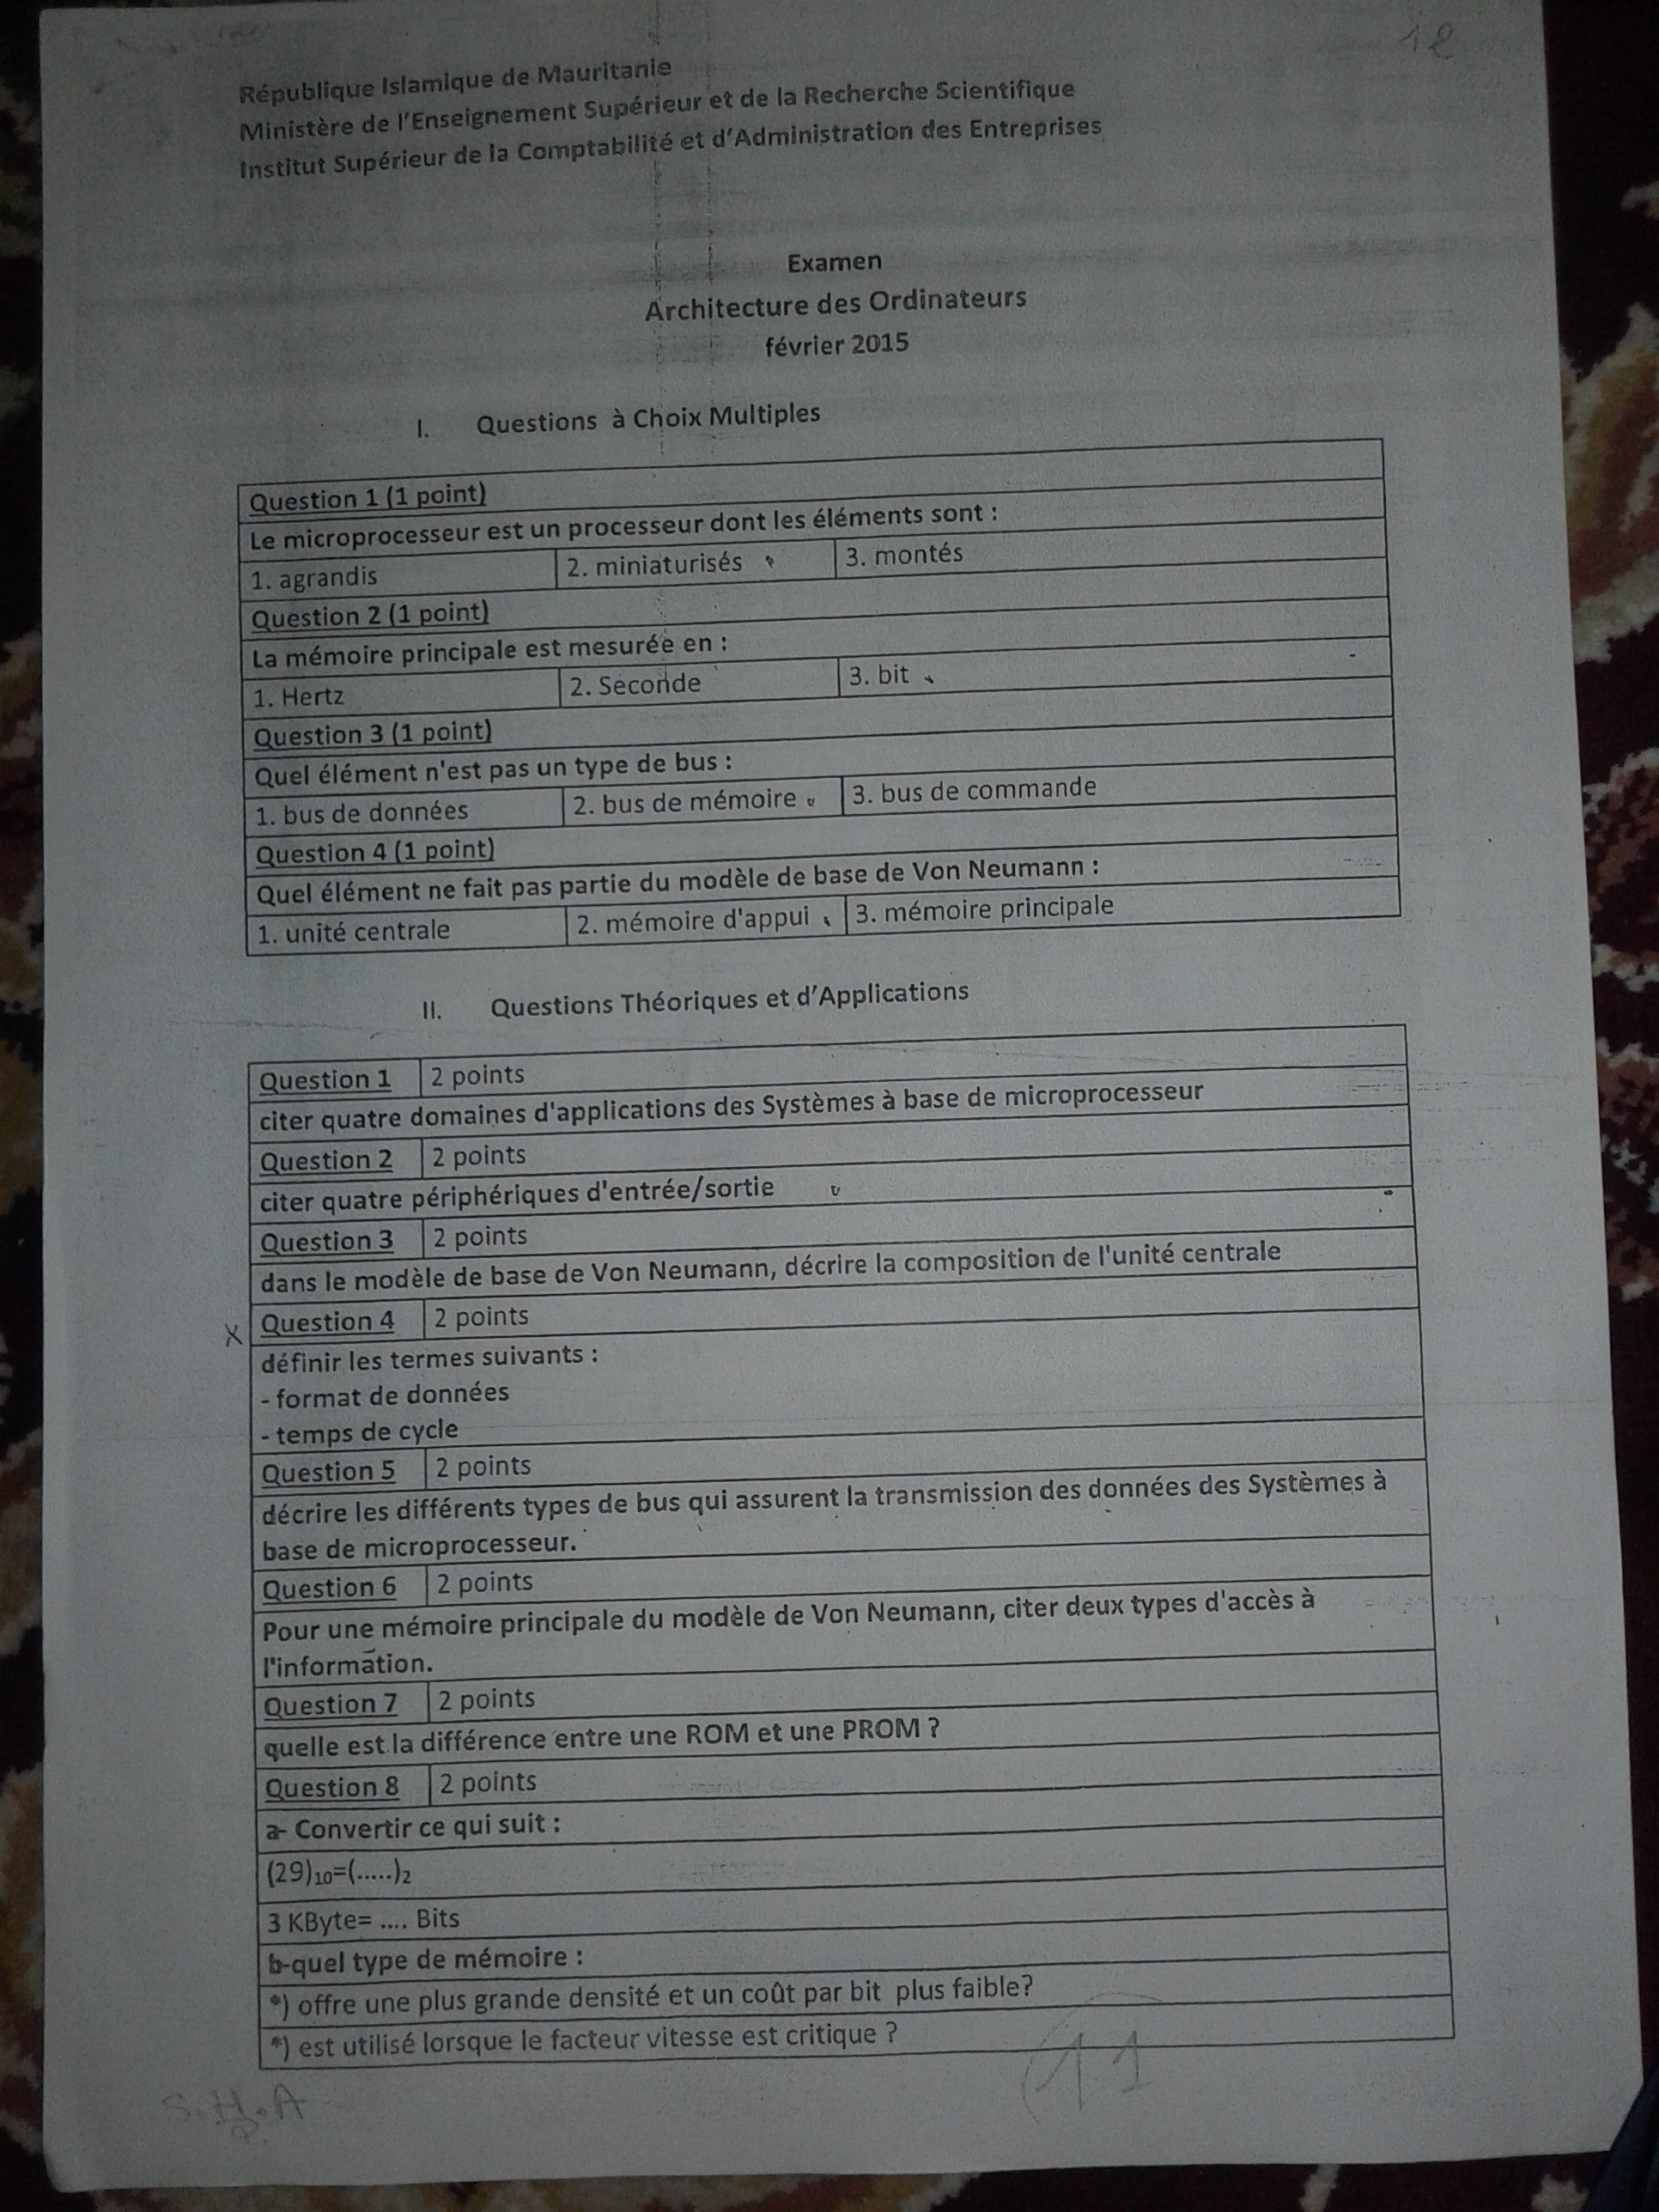 12
République Islamique de Mauritanie
Ministère de l'Enseignement Supérieur et de la Recherche Scientifique
Institut Supérieur de la Comptabilité et d'Administration des Entreprises
Examen
Architecture des Ordinateurs
février 2015
I. Questions à Choix Multiples
Question 1 (1 point)
Le microprocesseur est un processeur dont les éléments sont :
1. agrandis 2. miniaturisés 3. montés
Question 2 (1 point)
La mémoire principale est mesurée en :
1. Hertz 2. Seconde 3. bit
Question 3 (1 point)
Quel élément n'est pas un type de bus :
1. bus de données 2. bus de mémoire 3. bus de commande
Question 4 (1 point)
Quel élément ne fait pas partie du modèle de base de Von Neumann :
1. unité centrale 2. mémoire d'appui 3. mémoire principale
II. Questions Théoriques et d'Applications
Question 1 2 points
citer quatre domaines d'applications des Systèmes à base de microprocesseur
Question 2 2 points
citer quatre périphériques d'entrée/sortie
Question 3 2 points
dans le modèle de base de Von Neumann, décrire la composition de l'unité centrale
X Question 4 2 points
définir les termes suivants :
- format de données
- temps de cycle
Question 5 2 points
décrire les différents types de bus qui assurent la transmission des données des Systèmes à
base de microprocesseur.
Question 6 2 points
Pour une mémoire principale du modèle de Von Neumann, citer deux types d'accès à
l'information.
Question 7 2 points
quelle est la différence entre une ROM et une PROM ?
Question 8 2 points
a- Convertir ce qui suit :
(29)₁₀=(.....)₂
3 KByte= .... Bits
b-quel type de mémoire :
*) offre une plus grande densité et un coût par bit plus faible?
*) est utilisé lorsque le facteur vitesse est critique ?
11
S.H.A